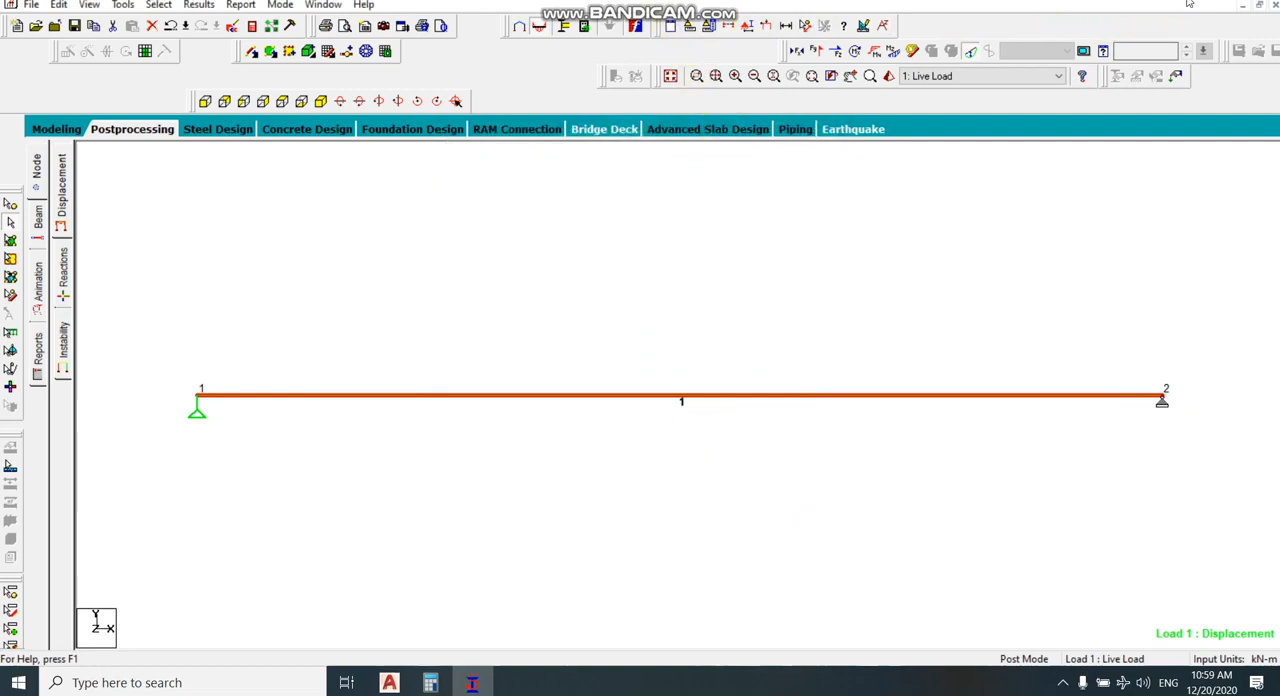 File Edit View Tools Select Results Report Mode Window Help
www.BANDICAM.com
1: Live Load
Modeling Postprocessing Steel Design Concrete Design Foundation Design RAM Connection Bridge Deck Advanced Slab Design Piping Earthquake
Node
Beam
Animation
Reports
Displacement
Reactions
Instability
1
2
1
Y
Z X
Load 1 : Displacement
For Help, press F1
Post Mode
Load 1 : Live Load
Input Units: kN-m
Type here to search
ENG
10:59 AM
12/20/2020